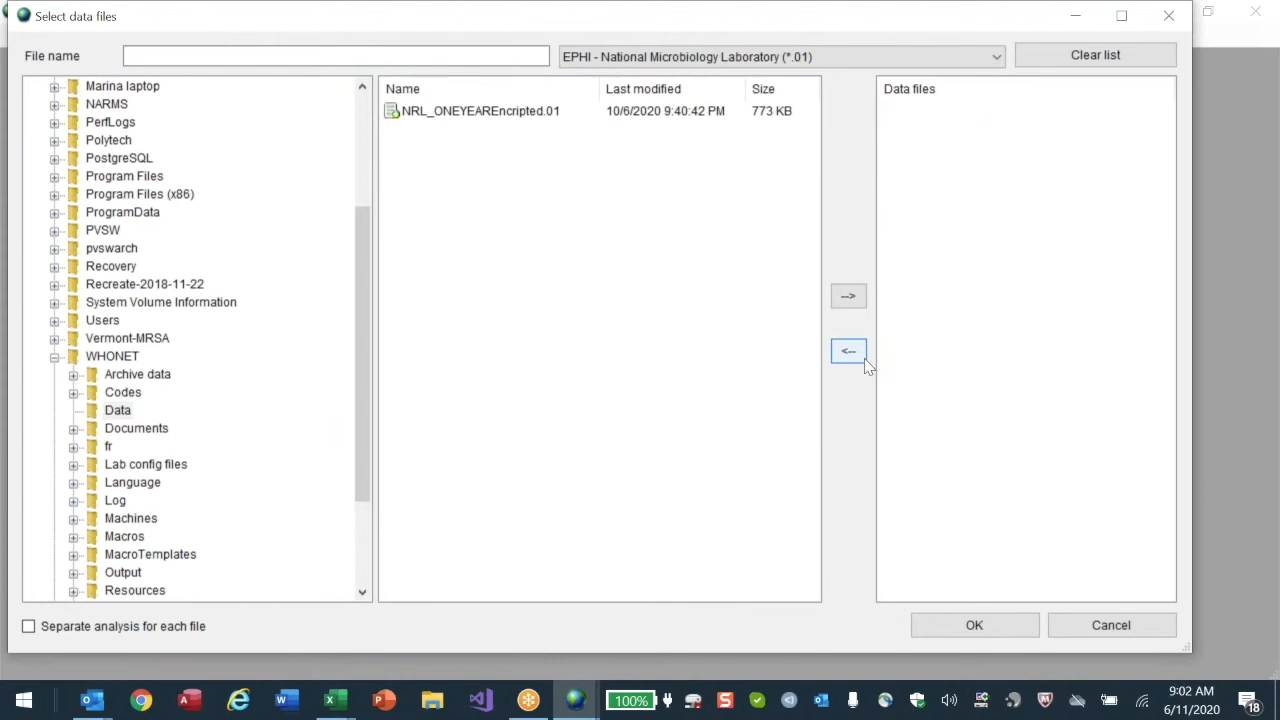 Select data files
File name
EPHI - National Microbiology Laboratory (*.01)
Clear list
Marina laptop
NARMS
PerfLogs
Polytech
PostgreSQL
Program Files
Program Files (x86)
ProgramData
PVSW
pvswarch
Recovery
Recreate-2018-11-22
System Volume Information
Users
Vermont-MRSA
WHONET
Archive data
Codes
Data
Documents
fr
Lab config files
Language
Log
Machines
Macros
MacroTemplates
Output
Resources
Name Last modified Size
NRL_ONEYEAREncripted.01 10/6/2020 9:40:42 PM 773 KB
-->
<--
Data files
Separate analysis for each file
OK
Cancel
100%
9:02 AM
6/11/2020
18